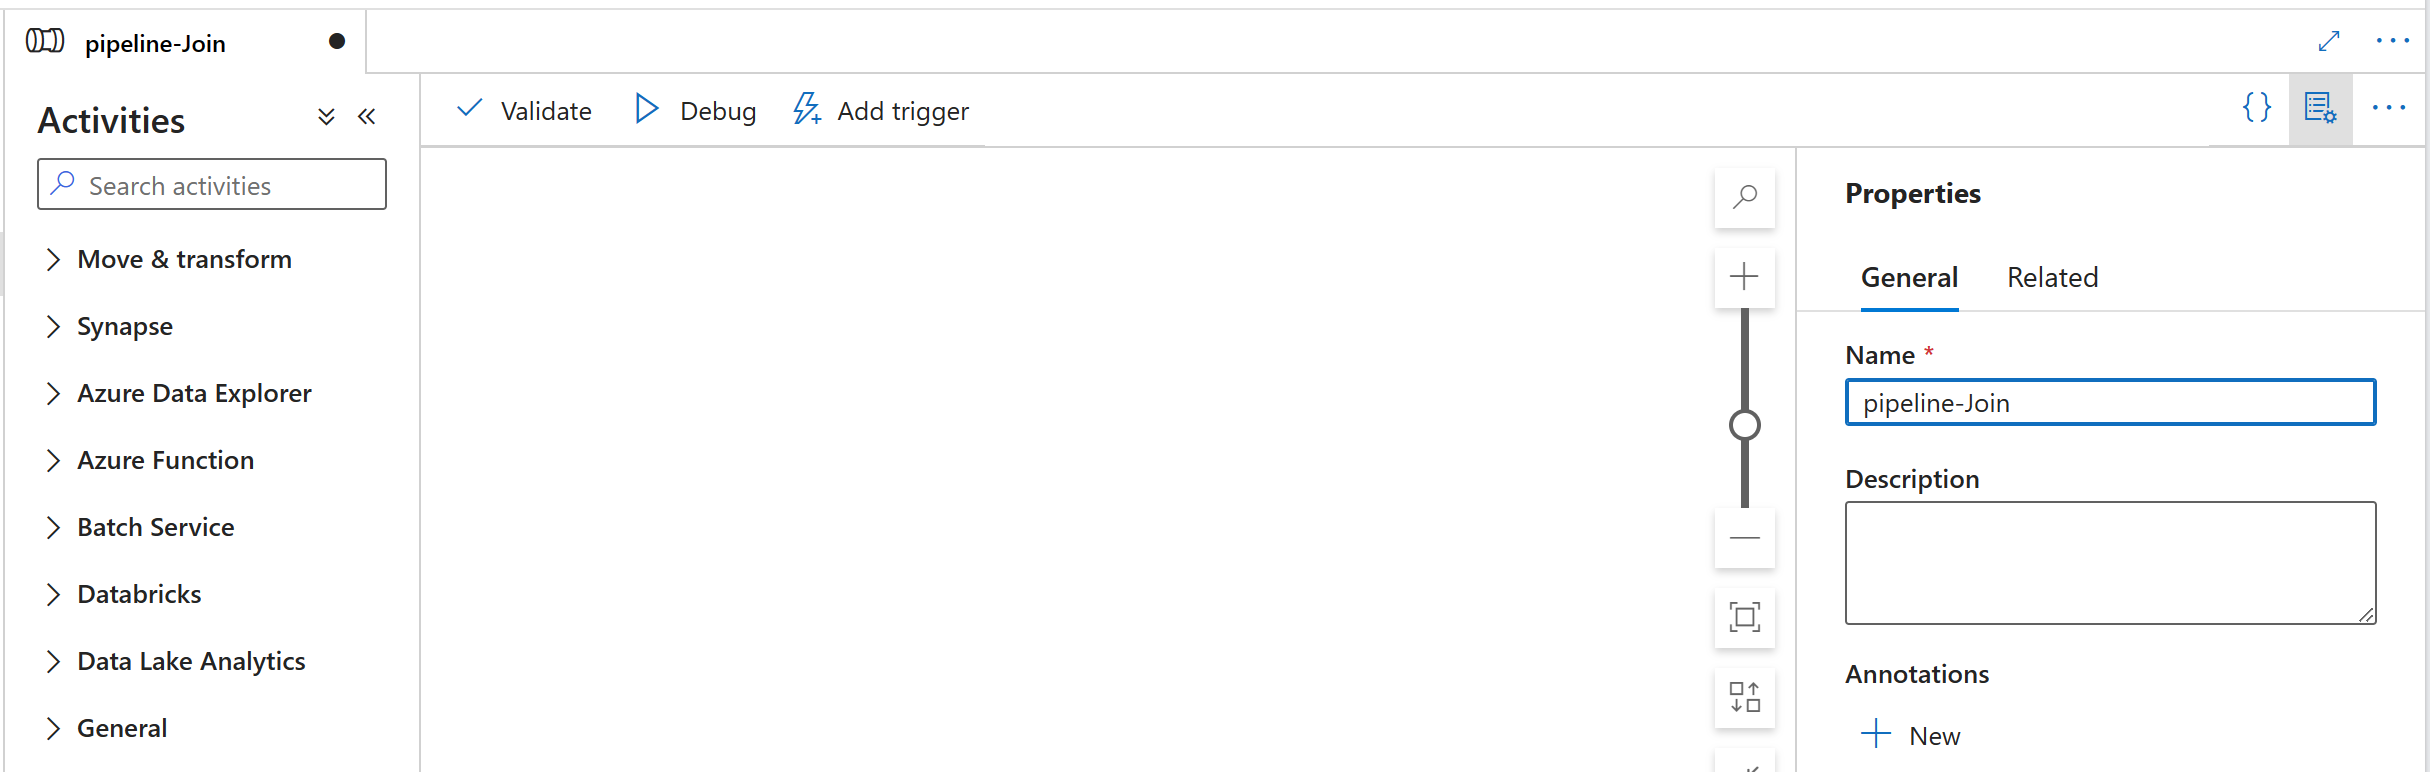 pipeline-Join
Activities
Validate
Debug
Add trigger
Search activities
Move & transform
Synapse
Azure Data Explorer
Azure Function
Batch Service
Databricks
Data Lake Analytics
General
Properties
General
Related
Name *
pipeline-Join
Description
Annotations
New